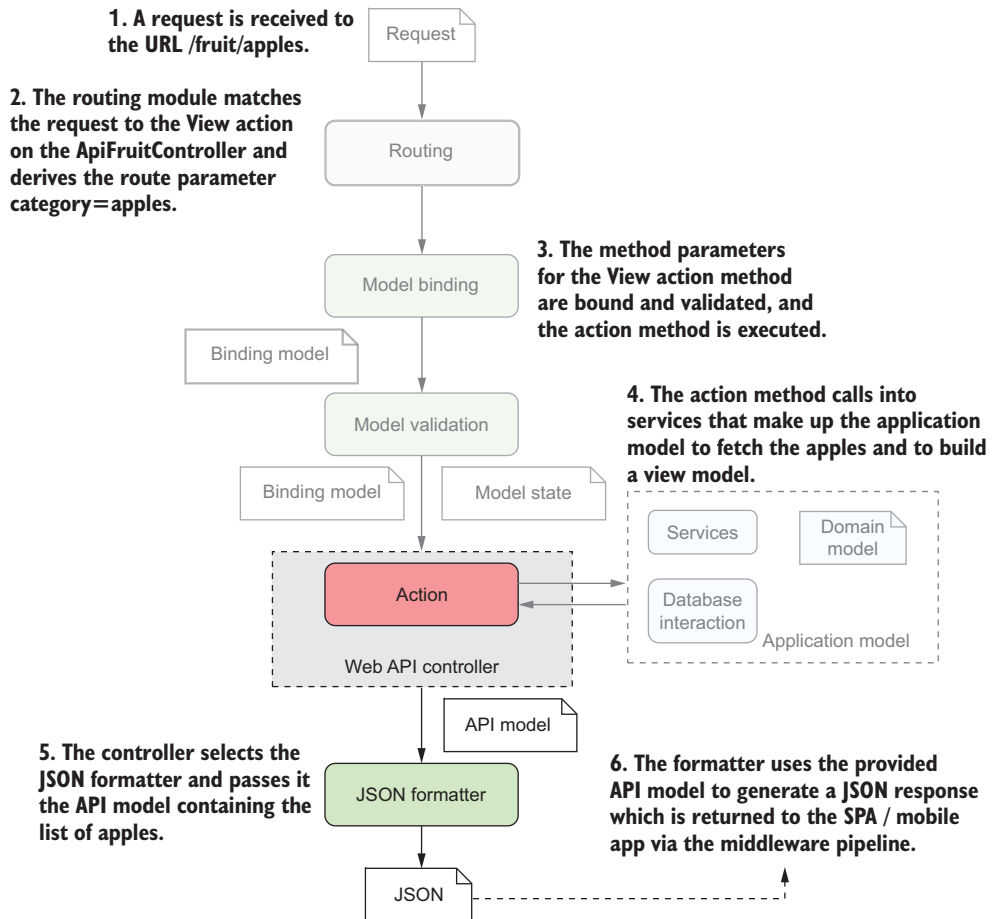 1. A request is received to
the URL /fruit/apples.
Request
2. The routing module matches
the request to the View action
on the ApiFruitController and
derives the route parameter
category=apples.
Routing
3. The method parameters
for the View action method
are bound and validated, and
the action method is executed.
Model binding
Binding model
Model validation
4. The action method calls into
services that make up the application
model to fetch the apples and to build
a view model.
Binding model
Model state
Services
Domain
model
Action
Database
interaction
Application model
Web API controller
API model
5. The controller selects the
JSON formatter and passes it
the API model containing the
list of apples.
JSON formatter
6. The formatter uses the provided
API model to generate a JSON response
which is returned to the SPA / mobile
app via the middleware pipeline.
JSON